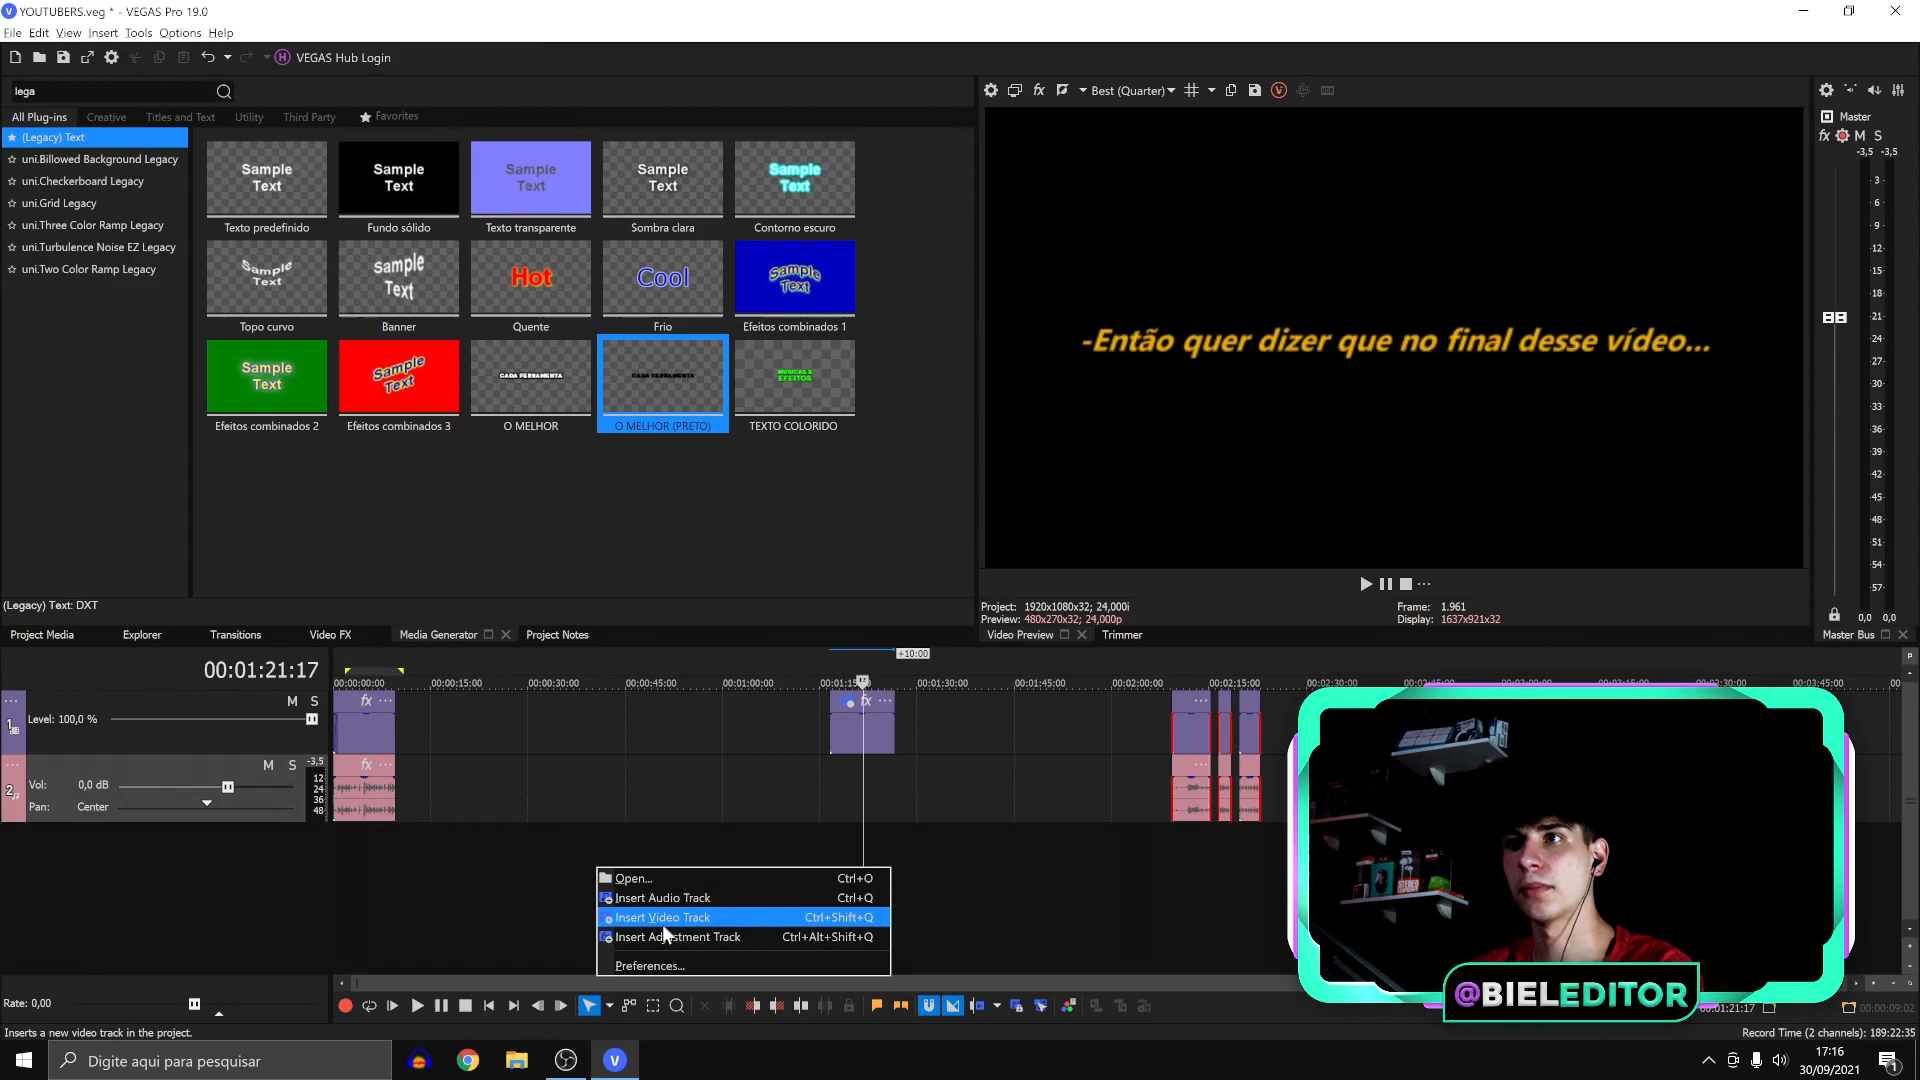 YOUTUBERS.veg * - VEGAS Pro 19.0
File Edit View Insert Tools Options Help
VEGAS Hub Login
lega
All Plug-ins Creative Titles and Text Utility Third Party Favorites
(Legacy) Text
uni.Billowed Background Legacy
uni.Checkerboard Legacy
uni.Grid Legacy
uni.Three Color Ramp Legacy
uni.Turbulence Noise EZ Legacy
uni.Two Color Ramp Legacy
Sample Text
Sample Text
Sample Text
Sample Text
Sample Text
Texto predefinido Fundo sólido Texto transparente Sombra clara Contorno escuro
Sample Text
Sample Text
Hot
Cool
Sample Text
Topo curvo Banner Quente Frio Efeitos combinados 1
Sample Text
Sample Text
CADA FERRAMENTA
CADA FERRAMENTA
MUSICAS E EFEITOS
Efeitos combinados 2 Efeitos combinados 3 O MELHOR O MELHOR (PRETO) TEXTO COLORIDO
(Legacy) Text: DXT
Project Media Explorer Transitions Video FX Media Generator Project Notes
fx Best (Quarter)
-Então quer dizer que no final desse vídeo...
Project: 1920x1080x32; 24,000i
Preview: 480x270x32; 24,000p
Frame: 1.961
Display: 1637x921x32
Video Preview Trimmer
Master
fx M S
-3,5 -3,5
3
6
9
12
15
18
21
24
27
30
33
36
39
42
45
48
51
54
57
0,0 0,0
Master Bus
00:01:21:17
+10:00
00:00:00:00 00:00:15:00 00:00:30:00 00:00:45:00 00:01:00:00 00:01:15:0 00:01:30:00 00:01:45:00 00:02:00:00 00:02:15:00 00:02:30:00 00:03:30:00 00:03:45:00 00
1 M S
Level: 100,0 %
fx
fx
2 M S
Vol: 0,0 dB
Pan: Center
-3,5
12
24
36
48
fx
Open... Ctrl+O
Insert Audio Track Ctrl+Q
Insert Video Track Ctrl+Shift+Q
Insert Adjustment Track Ctrl+Alt+Shift+Q
Preferences...
@BIELEDITOR
Rate: 0,00
00:01:21:17 00:00:09:02
Inserts a new video track in the project.
Record Time (2 channels): 189:22:35
Digite aqui para pesquisar
17:16
30/09/2021
1